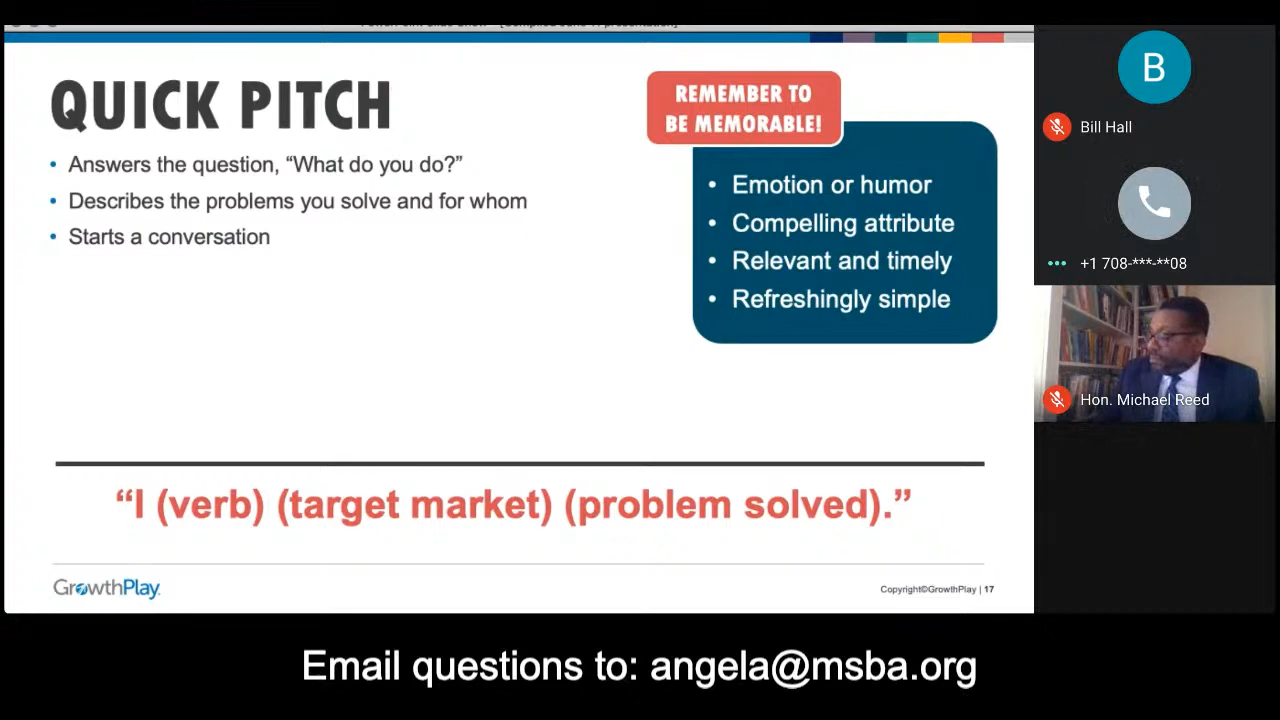 QUICK PITCH
• Answers the question, “What do you do?”
• Describes the problems you solve and for whom
• Starts a conversation
REMEMBER TO
BE MEMORABLE!
• Emotion or humor
• Compelling attribute
• Relevant and timely
• Refreshingly simple
“I (verb) (target market) (problem solved).”
GrowthPlay
Copyright©GrowthPlay | 17
B
Bill Hall
+1 708-***-**08
Hon. Michael Reed
Email questions to: angela@msba.org